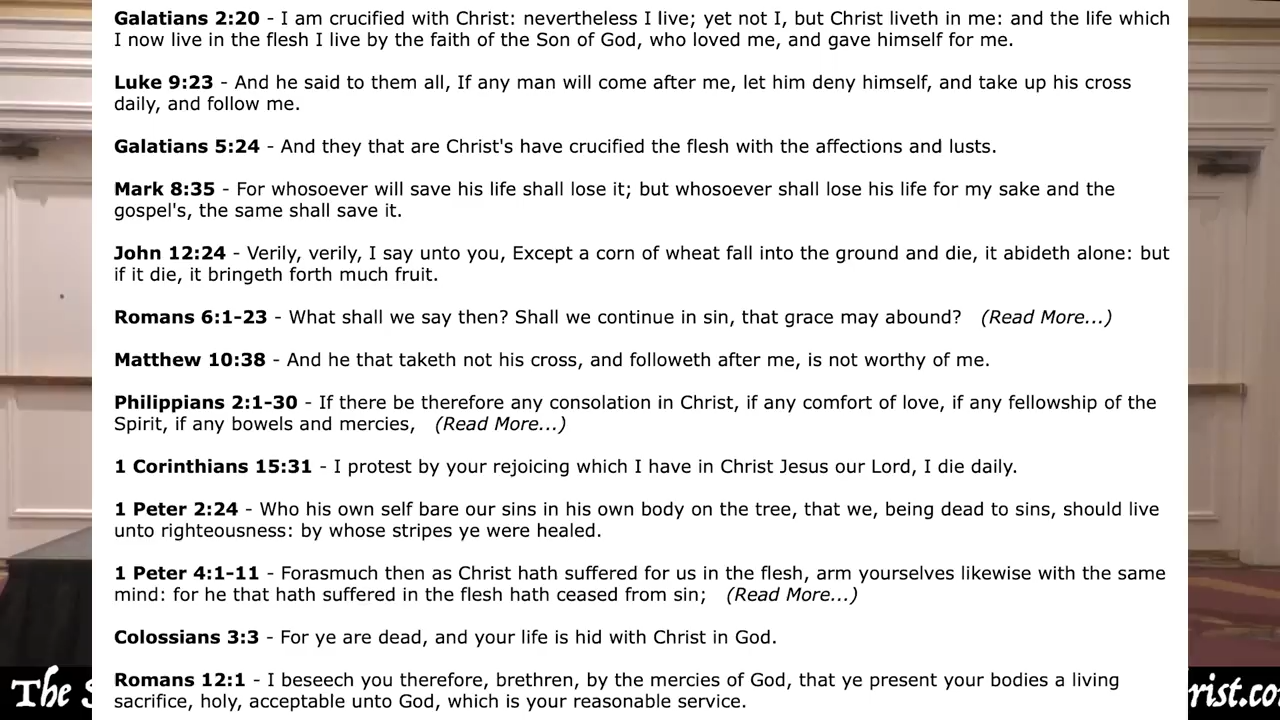 Galatians 2:20 - I am crucified with Christ: nevertheless I live; yet not I, but Christ liveth in me: and the life which
I now live in the flesh I live by the faith of the Son of God, who loved me, and gave himself for me.
Luke 9:23 - And he said to them all, If any man will come after me, let him deny himself, and take up his cross
daily, and follow me.
Galatians 5:24 - And they that are Christ's have crucified the flesh with the affections and lusts.
Mark 8:35 - For whosoever will save his life shall lose it; but whosoever shall lose his life for my sake and the
gospel's, the same shall save it.
John 12:24 - Verily, verily, I say unto you, Except a corn of wheat fall into the ground and die, it abideth alone: but
if it die, it bringeth forth much fruit.
Romans 6:1-23 - What shall we say then? Shall we continue in sin, that grace may abound? (Read More...)
Matthew 10:38 - And he that taketh not his cross, and followeth after me, is not worthy of me.
Philippians 2:1-30 - If there be therefore any consolation in Christ, if any comfort of love, if any fellowship of the
Spirit, if any bowels and mercies, (Read More...)
1 Corinthians 15:31 - I protest by your rejoicing which I have in Christ Jesus our Lord, I die daily.
1 Peter 2:24 - Who his own self bare our sins in his own body on the tree, that we, being dead to sins, should live
unto righteousness: by whose stripes ye were healed.
1 Peter 4:1-11 - Forasmuch then as Christ hath suffered for us in the flesh, arm yourselves likewise with the same
mind: for he that hath suffered in the flesh hath ceased from sin; (Read More...)
Colossians 3:3 - For ye are dead, and your life is hid with Christ in God.
Romans 12:1 - I beseech you therefore, brethren, by the mercies of God, that ye present your bodies a living
sacrifice, holy, acceptable unto God, which is your reasonable service.
The